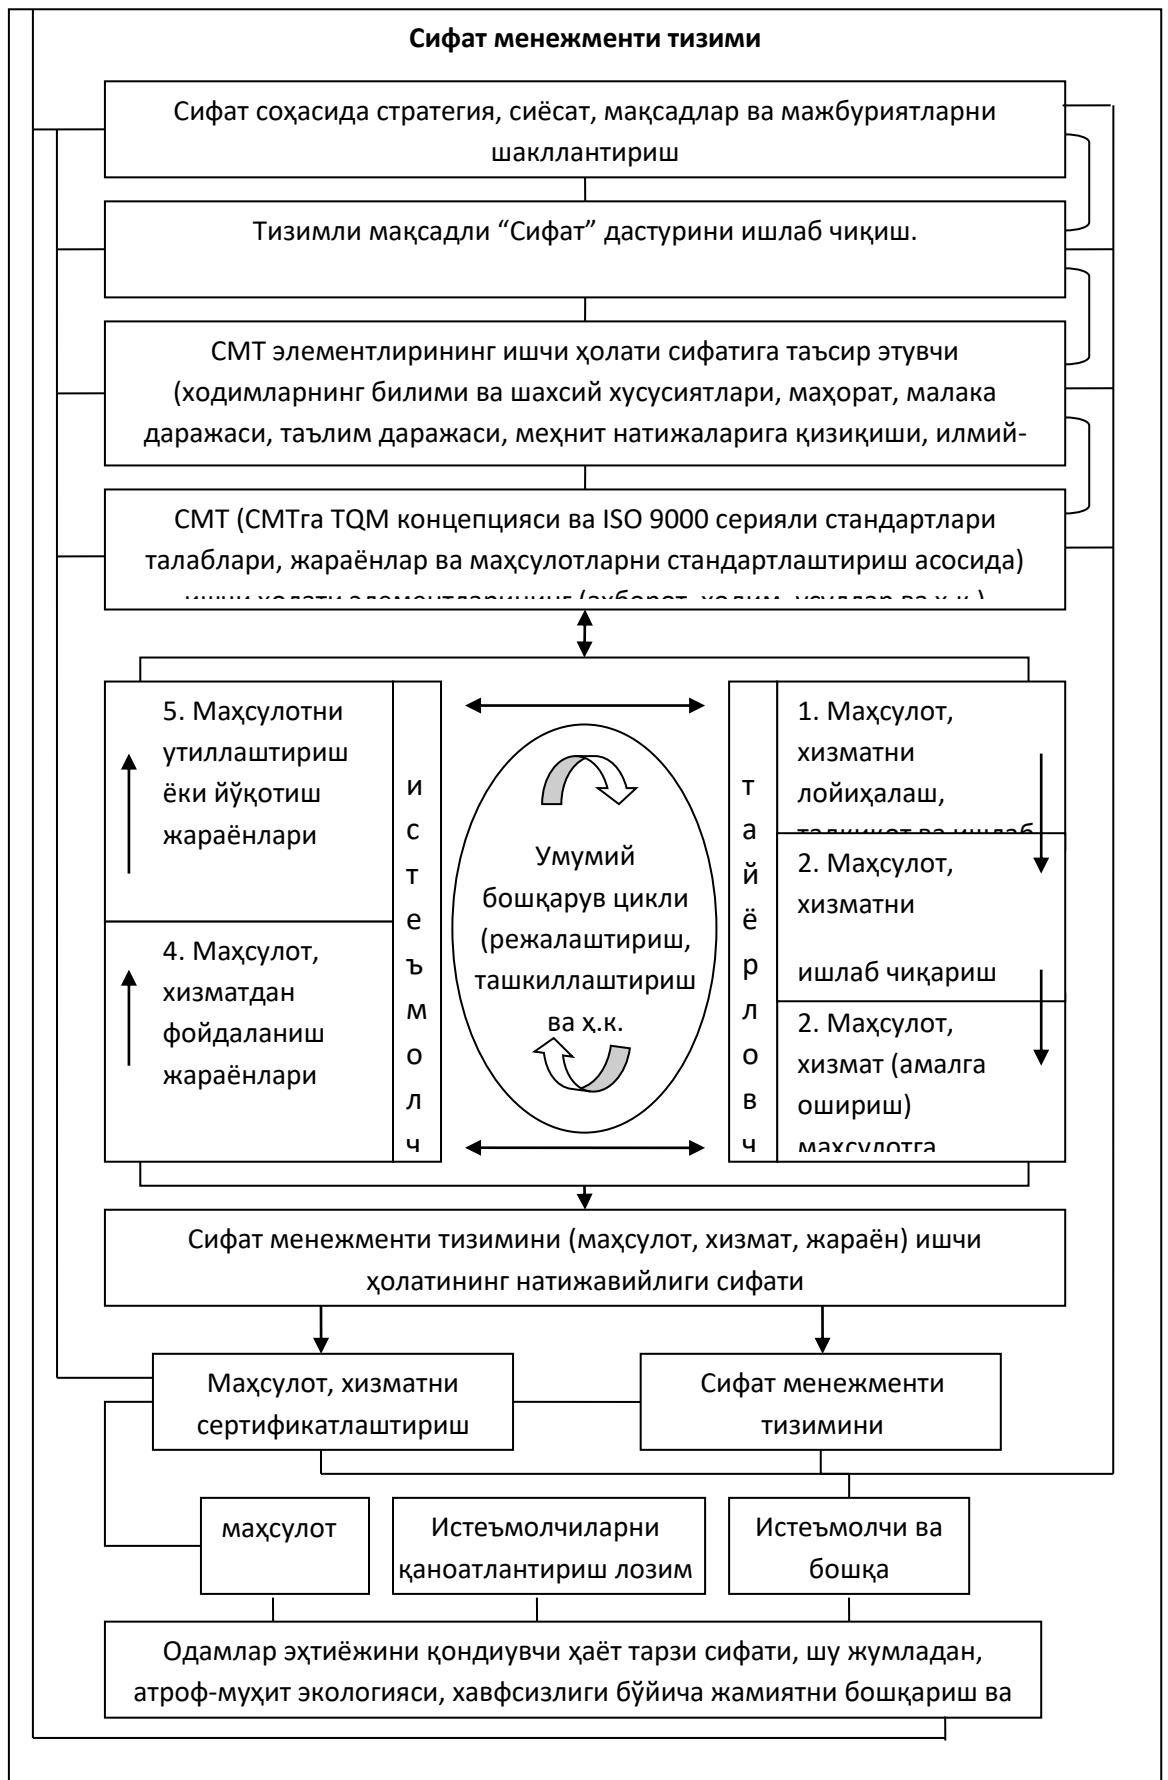 Сифат менежменти тизими
Сифат соҳасида стратегия, сиёсат, мақсадлар ва мажбуриятларни
шакллантириш
Тизимли мақсадли “Сифат” дастурини ишлаб чиқиш.
СМТ элементлирининг ишчи ҳолати сифатига таъсир этувчи
(ходимларнинг билими ва шахсий хусусиятлари, маҳорат, малака
даражаси, таълим даражаси, меҳнит натижаларига қизиқиши, илмий-
СМТ (СМТга TQM концепцияси ва ISO 9000 серияли стандартлари
талаблари, жараёнлар ва маҳсулотларни стандартлаштириш асосида)
5. Маҳсулотни
утиллаштириш
ёки йўқотиш
жараёнлари
4. Маҳсулот,
хизматдан
фойдаланиш
жараёнлари
и
с
т
е
ъ
м
о
л
ч
Умумий
бошқарув цикли
(режалаштириш,
ташкиллаштириш
ва ҳ.к.
т
а
й
ё
р
л
о
в
ч
1. Маҳсулот,
хизматни
лойиҳалаш,
2. Маҳсулот,
хизматни
ишлаб чиқариш
2. Маҳсулот,
хизмат (амалга
ошириш)
маҳсулотга
Сифат менежменти тизимини (маҳсулот, хизмат, жараён) ишчи
ҳолатининг натижавийлиги сифати
Маҳсулот, хизматни
сертификатлаштириш
Сифат менежменти
тизимини
маҳсулот
Истеъмолчиларни
қаноатлантириш лозим
Истеъмолчи ва
бошқа
Одамлар эҳтиёжини қондиувчи ҳаёт тарзи сифати, шу жумладан,
атроф-муҳит экологияси, хавфсизлиги бўйича жамиятни бошқариш ва